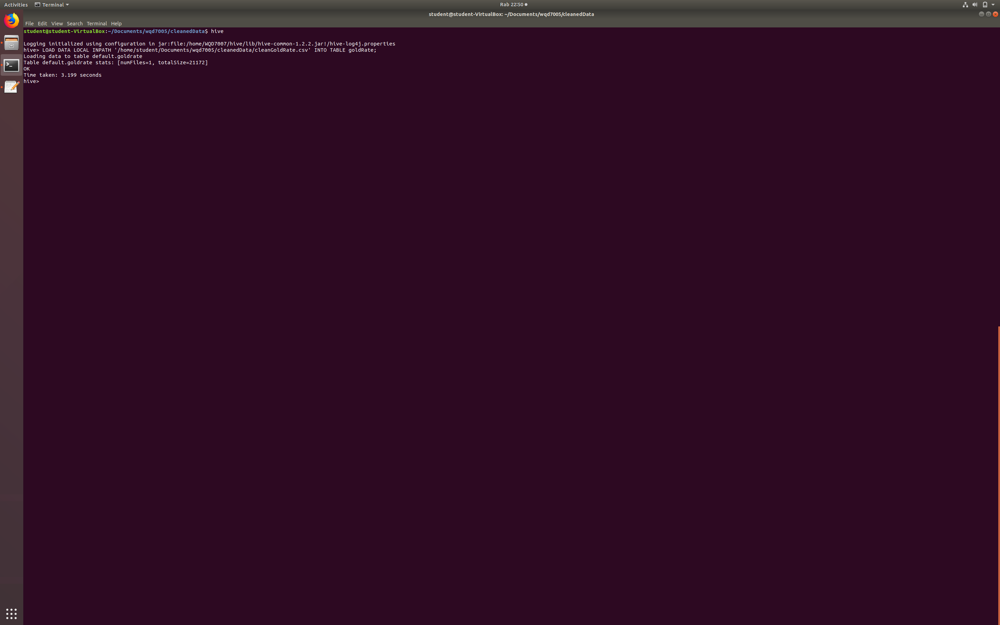 Activities Terminal Rab 22:50
student@student-VirtualBox: ~/Documents/wqd7005/cleanedData
File Edit View Search Terminal Help
student@student-VirtualBox:~/Documents/wqd7005/cleanedData$ hive
Logging initialized using configuration in jar:file:/home/WQD7007/hive/lib/hive-common-1.2.2.jar!/hive-log4j.properties
hive> LOAD DATA LOCAL INPATH '/home/student/Documents/wqd7005/cleanedData/cleanGoldRate.csv' INTO TABLE goldRate;
Loading data to table default.goldrate
Table default.goldrate stats: [numFiles=1, totalSize=21172]
OK
Time taken: 3.199 seconds
hive>